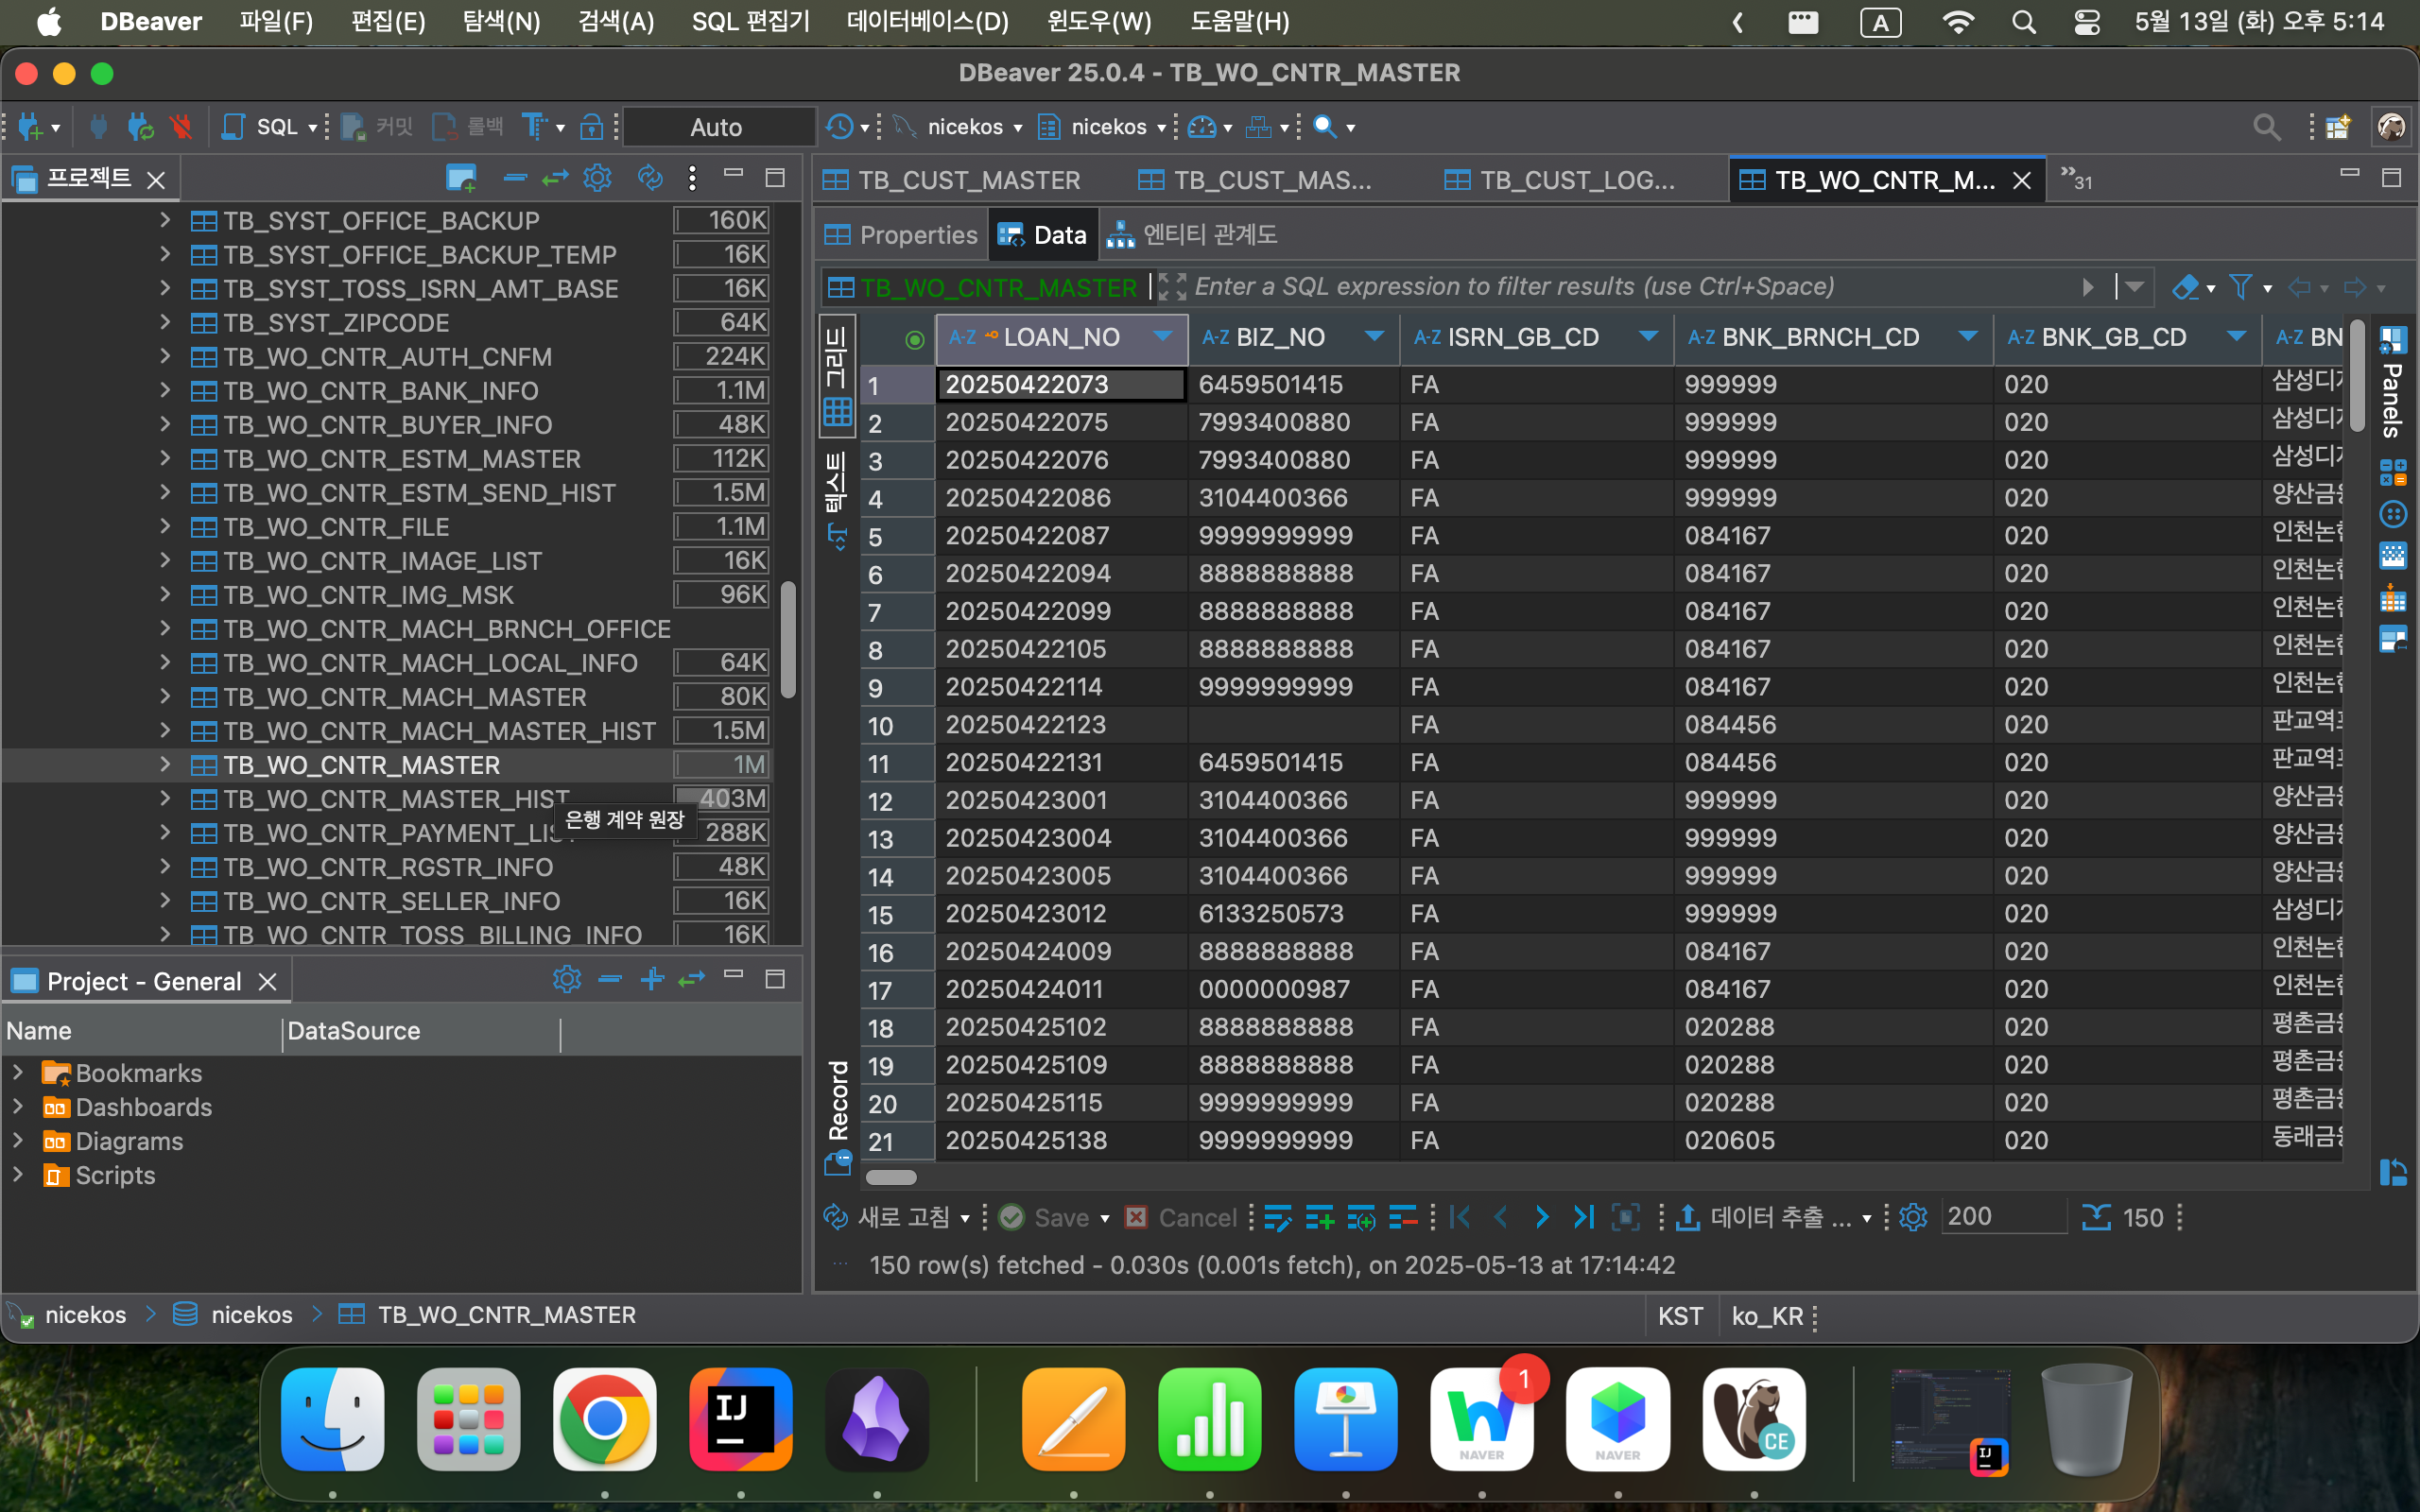 DBeaver 파일(F) 편집(E) 탐색(N) 검색(A) SQL 편집기 데이터베이스(D) 윈도우(W) 도움말(H) A 5월 13일 (화) 오후 5:14
DBeaver 25.0.4 - TB_WO_CNTR_MASTER
SQL 커밋 롤백 Auto nicekos nicekos
프로젝트
TB_SYST_OFFICE_BACKUP 160K
TB_SYST_OFFICE_BACKUP_TEMP 16K
TB_SYST_TOSS_ISRN_AMT_BASE 16K
TB_SYST_ZIPCODE 64K
TB_WO_CNTR_AUTH_CNFM 224K
TB_WO_CNTR_BANK_INFO 1.1M
TB_WO_CNTR_BUYER_INFO 48K
TB_WO_CNTR_ESTM_MASTER 112K
TB_WO_CNTR_ESTM_SEND_HIST 1.5M
TB_WO_CNTR_FILE 1.1M
TB_WO_CNTR_IMAGE_LIST 16K
TB_WO_CNTR_IMG_MSK 96K
TB_WO_CNTR_MACH_BRNCH_OFFICE
TB_WO_CNTR_MACH_LOCAL_INFO 64K
TB_WO_CNTR_MACH_MASTER 80K
TB_WO_CNTR_MACH_MASTER_HIST 1.5M
TB_WO_CNTR_MASTER 1M
TB_WO_CNTR_MASTER_HIST 403M
은행 계약 원장
TB_WO_CNTR_PAYMENT_LIST 288K
TB_WO_CNTR_RGSTR_INFO 48K
TB_WO_CNTR_SELLER_INFO 16K
TB_WO_CNTR_TOSS_BILLING_INFO 16K
Project - General
Name DataSource
Bookmarks
Dashboards
Diagrams
Scripts
TB_CUST_MASTER TB_CUST_MAS... TB_CUST_LOG... TB_WO_CNTR_M... »31
Properties Data 엔티티 관계도
TB_WO_CNTR_MASTER Enter a SQL expression to filter results (use Ctrl+Space)
그리드
텍스트
Record
Panels
A-Z LOAN_NO A-Z BIZ_NO A-Z ISRN_GB_CD A-Z BNK_BRNCH_CD A-Z BNK_GB_CD A-Z BN
1 20250422073 6459501415 FA 999999 020 삼성디
2 20250422075 7993400880 FA 999999 020 삼성디
3 20250422076 7993400880 FA 999999 020 삼성디
4 20250422086 3104400366 FA 999999 020 양산금
5 20250422087 9999999999 FA 084167 020 인천논
6 20250422094 8888888888 FA 084167 020 인천논
7 20250422099 8888888888 FA 084167 020 인천논
8 20250422105 8888888888 FA 084167 020 인천논
9 20250422114 9999999999 FA 084167 020 인천논
10 20250422123 FA 084456 020 판교역
11 20250422131 6459501415 FA 084456 020 판교역
12 20250423001 3104400366 FA 999999 020 양산금
13 20250423004 3104400366 FA 999999 020 양산금
14 20250423005 3104400366 FA 999999 020 양산금
15 20250423012 6133250573 FA 999999 020 삼성디
16 20250424009 8888888888 FA 084167 020 인천논
17 20250424011 0000000987 FA 084167 020 인천논
18 20250425102 8888888888 FA 020288 020 평촌금
19 20250425109 8888888888 FA 020288 020 평촌금
20 20250425115 9999999999 FA 020288 020 평촌금
21 20250425138 9999999999 FA 020605 020 동래금
새로 고침 Save Cancel 데이터 추출 ... 200 150
150 row(s) fetched - 0.030s (0.001s fetch), on 2025-05-13 at 17:14:42
nicekos nicekos TB_WO_CNTR_MASTER KST ko_KR
IJ NAVER 1 NAVER CE IJ